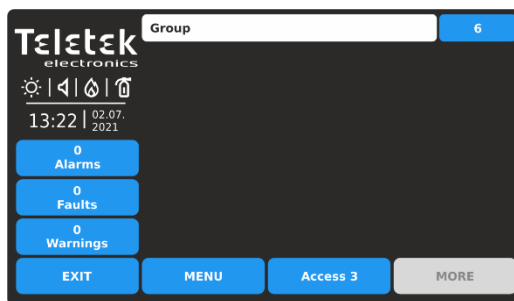 Teletek
electronics
Group
6
13:22
02.07.
2021
0
Alarms
0
Faults
0
Warnings
EXIT
MENU
Access 3
MORE